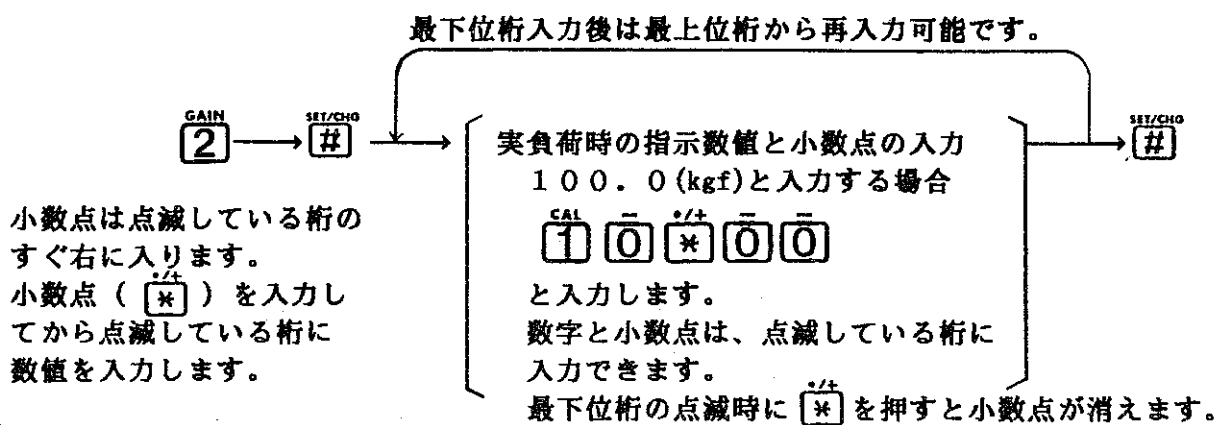 最下位桁入力後は最上位桁から再入力可能です。
GAIN
2
SET/CHG
#
実負荷時の指示数値と小数点の入力
100.0(kgf)と入力する場合
CAL - •/+ - -
1 0 * 0 0
と入力します。
数字と小数点は、点滅している桁に
入力できます。
最下位桁の点滅時に * を押すと小数点が消えます。
•/+
SET/CHG
#
小数点は点滅している桁の
すぐ右に入ります。
•/+
小数点( * )を入力し
てから点滅している桁に
数値を入力します。